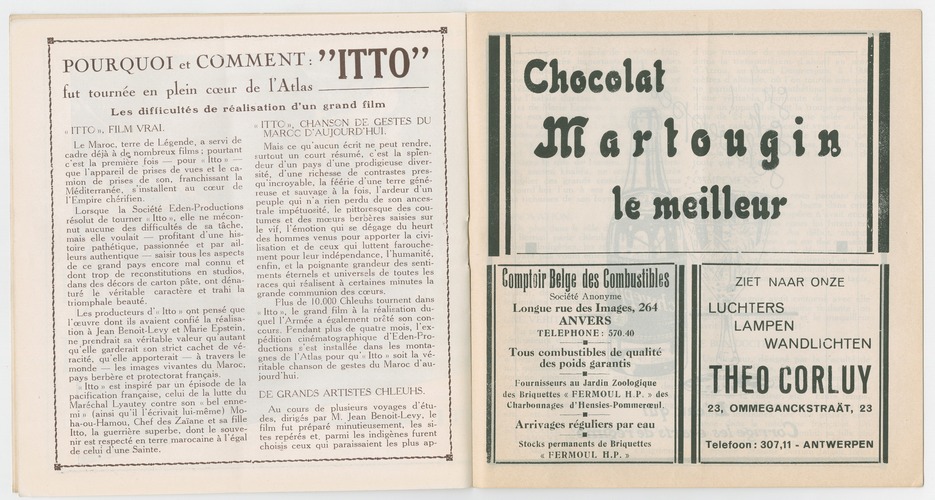 POURQUOI et COMMENT : "ITTO"
fut tournée en plein cœur de l'Atlas
Les difficultés de réalisation d'un grand film
« ITTO », FILM VRAI.
Le Maroc, terre de Légende, a servi de
cadre déjà à de nombreux films ; pourtant
c'est la première fois — pour « Itto » —
que l'appareil de prises de vues et le ca-
mion de prises de son, franchissant la
Méditerranée, s'installent au cœur de
l'Empire chérifien.
Lorsque la Société Eden-Productions
résolut de tourner « Itto », elle ne mécon-
nut aucune des difficultés de sa tâche,
mais elle voulait — profitant d'une his-
toire pathétique, passionnée et par ail-
leurs authentique — saisir tous les aspects
de ce grand pays encore mal connu et
dont trop de reconstitutions en studios,
dans des décors de carton pâte, ont déna-
turé le véritable caractère et trahi la
triomphale beauté.
Les producteurs d'« Itto » ont pensé que
l'œuvre dont ils avaient confié la réalisa-
tion à Jean Benoit-Levy et Marie Epstein,
ne prendrait sa véritable valeur qu'autant
qu'elle garderait son strict cachet de vé-
racité, qu'elle apporterait — à travers le
monde — les images vivantes du Maroc,
pays berbère et protectorat français.
« Itto » est inspiré par un épisode de la
pacification française, celui de la lutte du
Maréchal Lyautey contre son « bel enne-
mi » (ainsi qu'il l'écrivait lui-même) Mo-
ha-ou-Hamou, Chef des Zaïane et sa fille
Itto, la guerrière superbe, dont le souve-
nir est respecté en terre marocaine à l'égal
de celui d'une Sainte.
« ITTO », CHANSON DE GESTES DU
MAROC D'AUJOURD'HUI.
Mais ce qu'aucun écrit ne peut rendre,
surtout un court résumé, c'est la splen-
deur d'un pays d'une prodigieuse diver-
sité, d'une richesse de contrastes pres-
qu'incroyable, la féérie d'une terre géné-
reuse et sauvage à la fois, l'ardeur d'un
peuple qui n'a rien perdu de son ances-
trale impétuosité, le pittoresque des cou-
tumes et des mœurs berbères saisies sur
le vif, l'émotion qui se dégage du heurt
des hommes venus pour apporter la civi-
lisation et de ceux qui luttent farouche-
ment pour leur indépendance, l'humanité,
enfin, et la poignante grandeur des senti-
ments éternels et universels de toutes les
races qui réalisent à certaines minutes la
grande communion des cœurs.
Plus de 10.000 Chleuhs tournent dans
« Itto », le grand film à la réalisation du-
quel l'Armée a également prêté son con-
cours. Pendant plus de quatre mois, l'ex-
pédition cinématographique d'Eden-Pro-
ductions s'est installée dans les monta-
gnes de l'Atlas pour qu'« Itto » soit la vé-
ritable chanson de gestes du Maroc d'au-
jourd'hui.
DE GRANDS ARTISTES CHLEUHS.
Au cours de plusieurs voyages d'étu-
des, dirigés par M. Jean Benoit-Levy, le
film fut préparé minutieusement, les si-
tes repérés et, parmi les indigènes furent
choisis ceux qui paraissaient les plus ap-
Chocolat
Martougin
le meilleur
Comptoir Belge des Combustibles
Société Anonyme
Longue rue des Images, 264
ANVERS
TELEPHONE : 570.40
Tous combustibles de qualité
des poids garantis
Fournisseurs au Jardin Zoologique
des Briquettes « FERMOUL H.P. » des
Charbonnages d'Hensies-Pommerœul.
Arrivages réguliers par eau
Stocks permanents de Briquettes
« FERMOUL H.P. »
ZIET NAAR ONZE
LUCHTERS
LAMPEN
WANDLICHTEN
THEO CORLUY
23, OMMEGANCKSTRAÄT, 23
Telefoon : 307,11 - ANTWERPEN